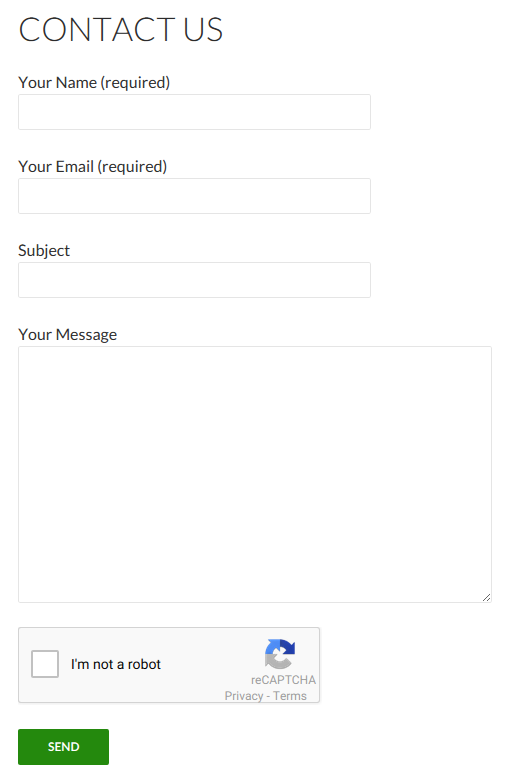 CONTACT US
Your Name (required)
Your Email (required)
Subject
Your Message
I'm not a robot
reCAPTCHA
Privacy - Terms
SEND